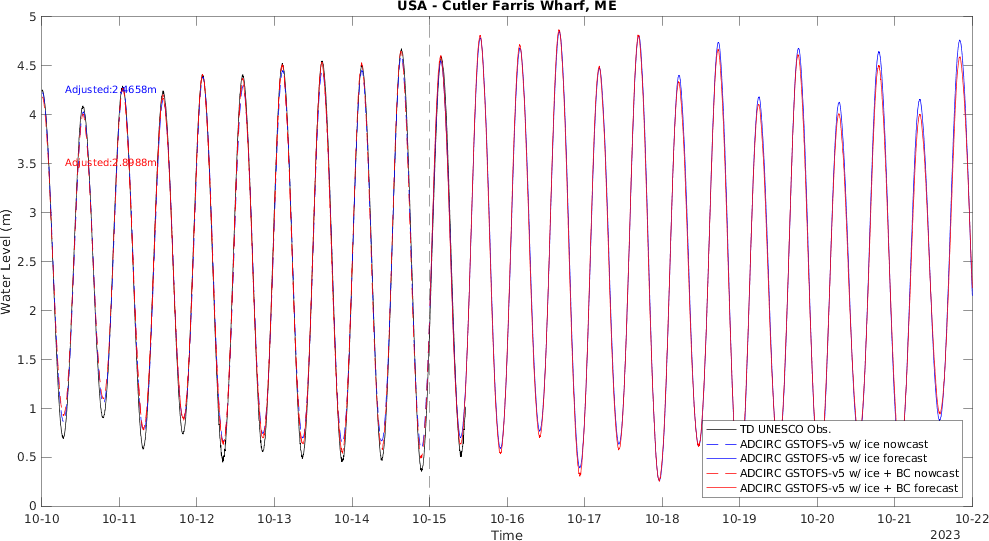 USA - Cutler Farris Wharf, ME
5
4.5
4
3.5
3
2.5
2
1.5
1
0.5
0
Water Level (m)
Adjusted:2.4658m
Adjusted:2.8988m
TD UNESCO Obs.
ADCIRC GSTOFS-v5 w/ ice nowcast
ADCIRC GSTOFS-v5 w/ ice forecast
ADCIRC GSTOFS-v5 w/ ice + BC nowcast
ADCIRC GSTOFS-v5 w/ ice + BC forecast
10-10 10-11 10-12 10-13 10-14 10-15 10-16 10-17 10-18 10-19 10-20 10-21 10-22
Time
2023